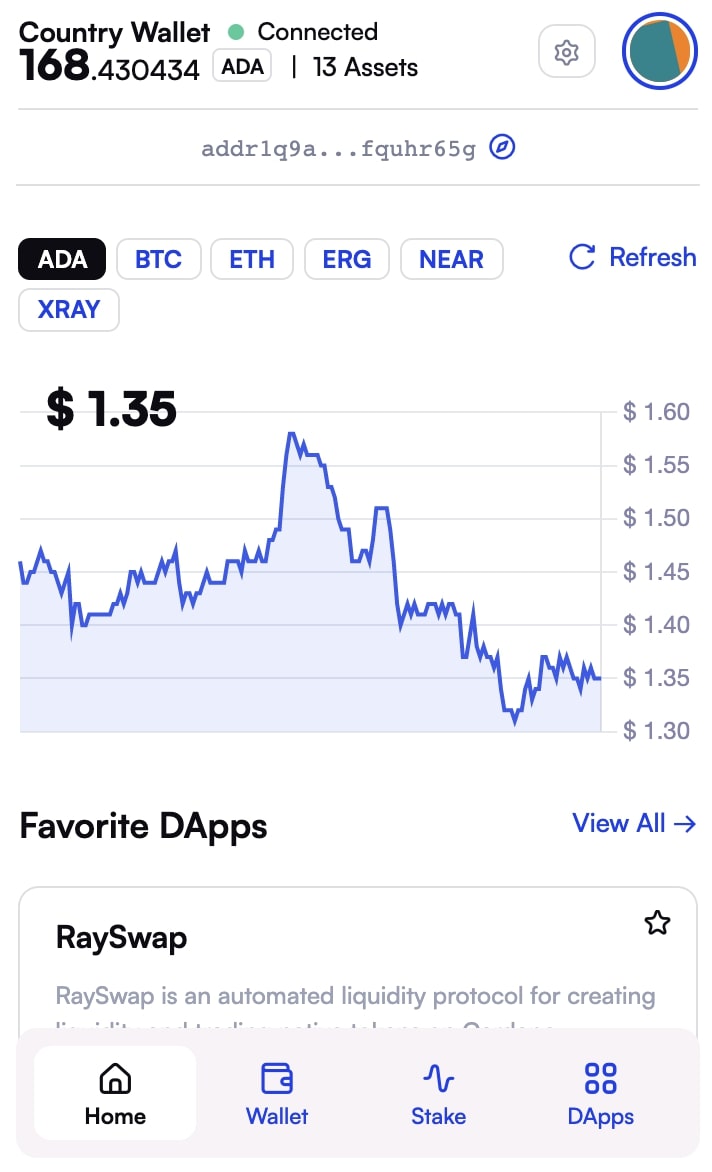 Country Wallet Connected
168.430434 ADA | 13 Assets
addr1q9a...fquhr65g
ADA BTC ETH ERG NEAR Refresh
XRAY
$ 1.35
$ 1.60
$ 1.55
$ 1.50
$ 1.45
$ 1.40
$ 1.35
$ 1.30
Favorite DApps View All →
RaySwap
RaySwap is an automated liquidity protocol for creating
Home Wallet Stake DApps